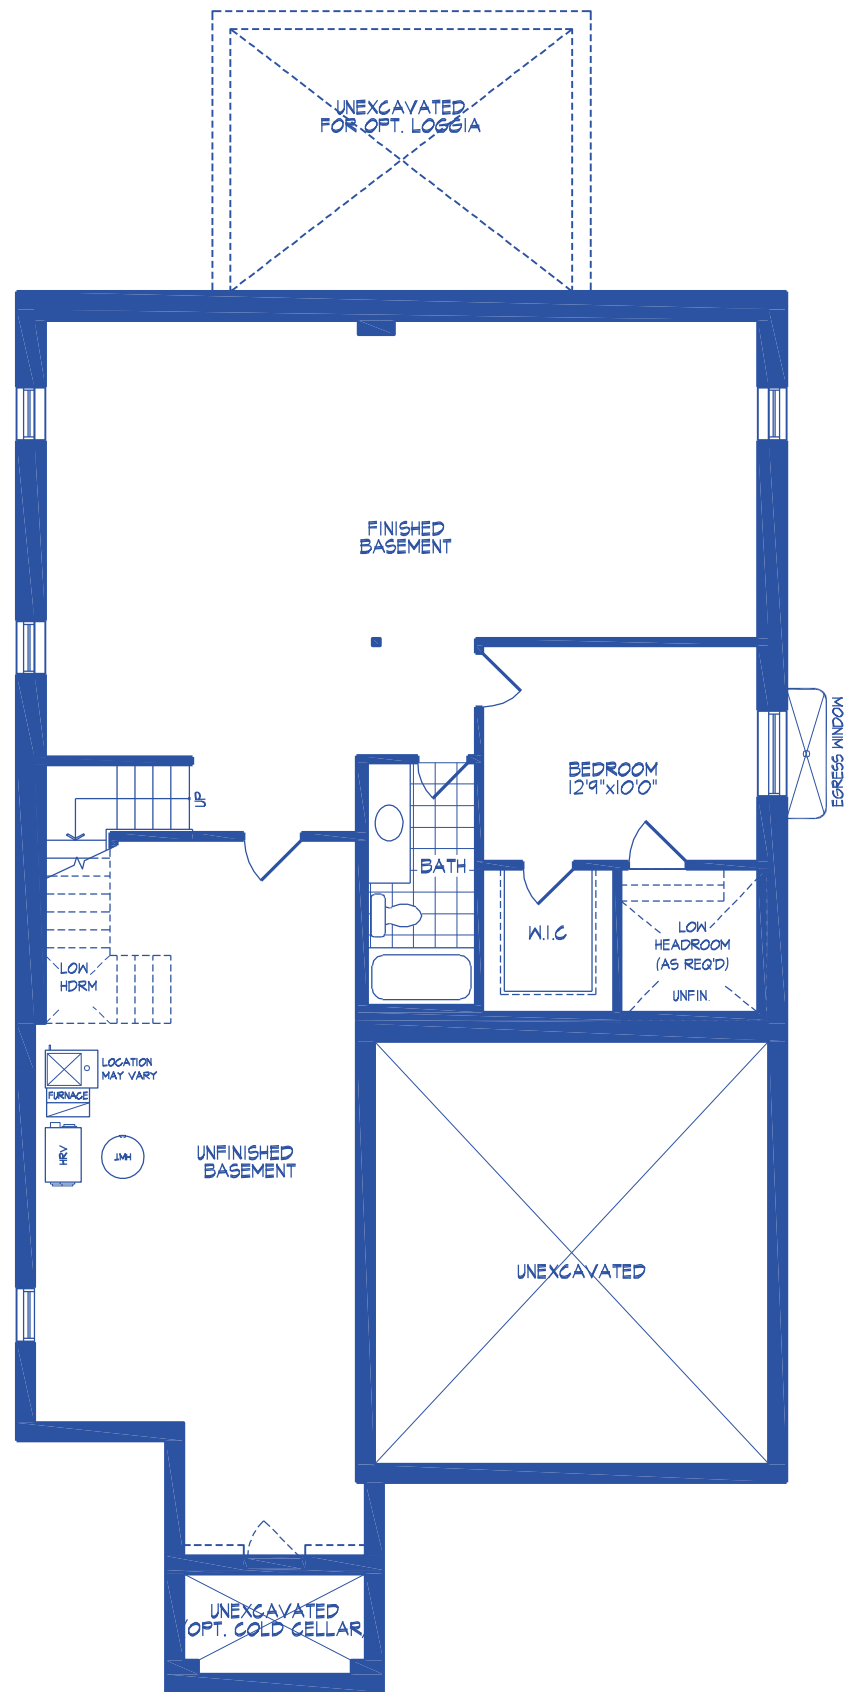 UNEXCAVATED
FOR OPT. LOGGIA
FINISHED
BASEMENT
EGRESS WINDOW
BEDROOM
12'9"x10'0"
UP
BATH
W.I.C
LOW
HEADROOM
(AS REQ'D)
UNFIN.
LOW
HDRM
LOCATION
MAY VARY
FURNACE
HRV
HWT
UNFINISHED
BASEMENT
UNEXCAVATED
UNEXCAVATED
(OPT. COLD CELLAR)